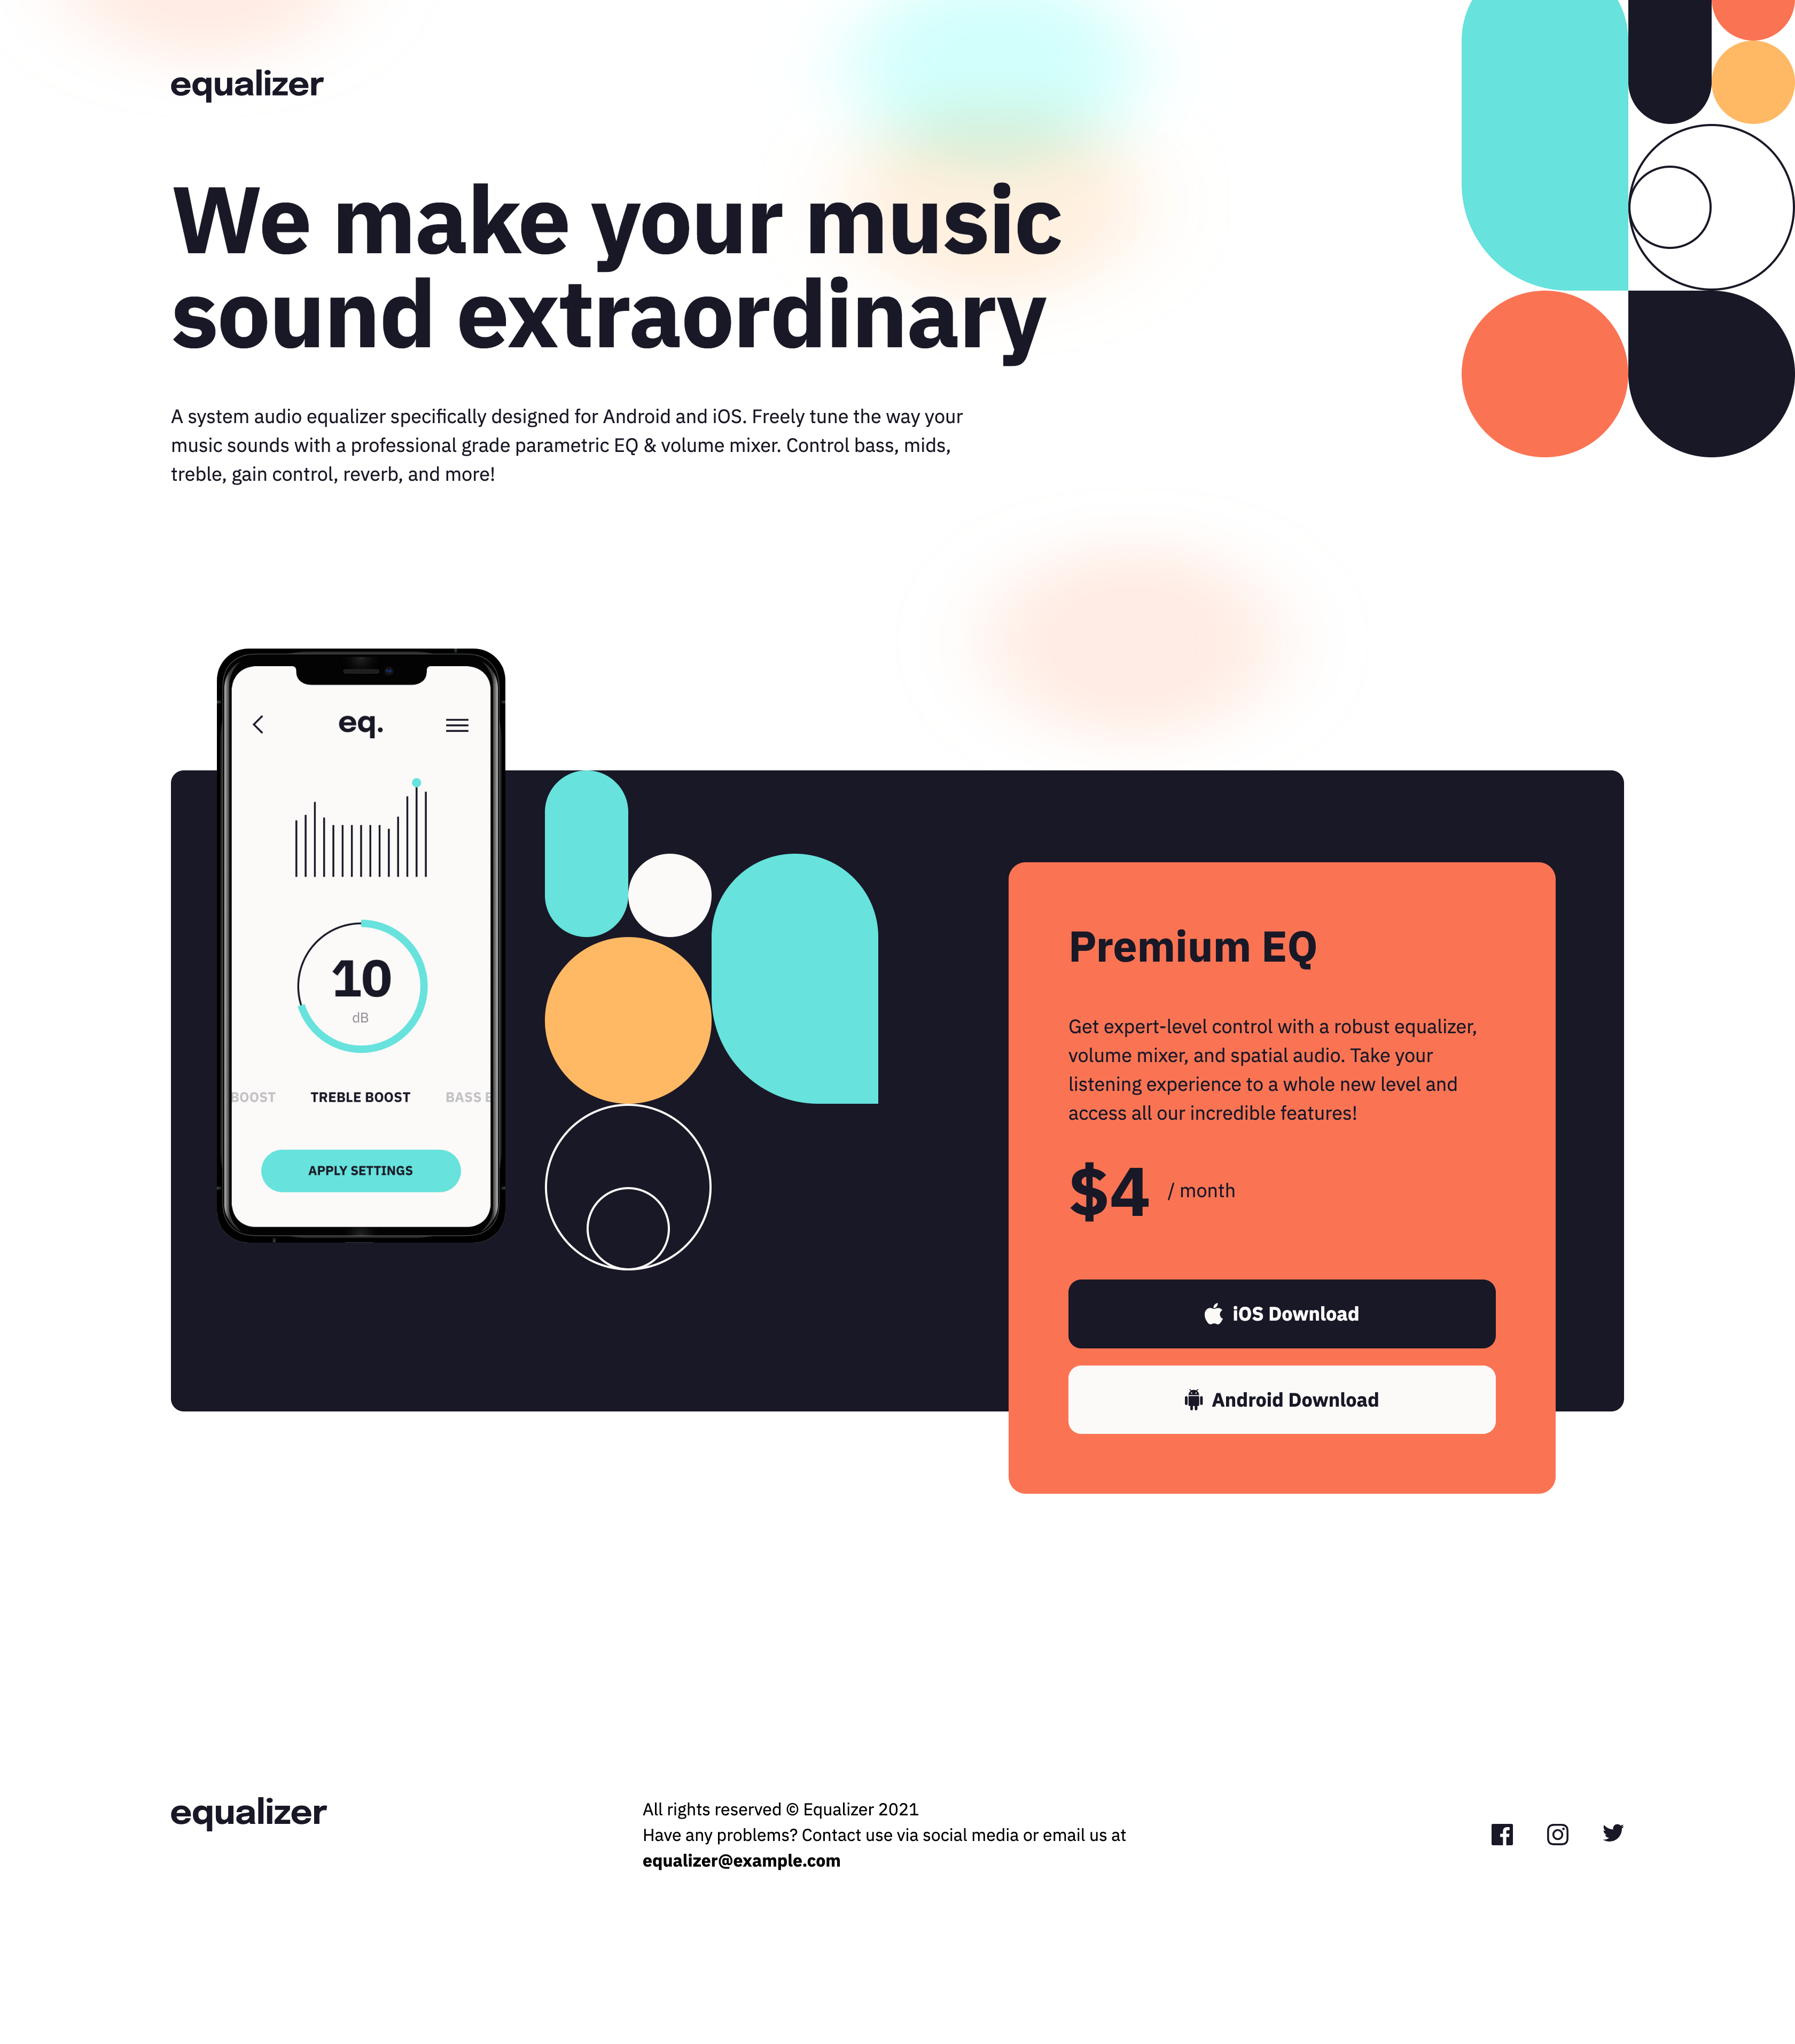 equalizer
We make your music
sound extraordinary
A system audio equalizer specifically designed for Android and iOS. Freely tune the way your
music sounds with a professional grade parametric EQ & volume mixer. Control bass, mids,
treble, gain control, reverb, and more!
eq.
10
dB
BOOST TREBLE BOOST BASS
APPLY SETTINGS
Premium EQ
Get expert-level control with a robust equalizer,
volume mixer, and spatial audio. Take your
listening experience to a whole new level and
access all our incredible features!
$4 / month
iOS Download
Android Download
equalizer
All rights reserved © Equalizer 2021
Have any problems? Contact use via social media or email us at
equalizer@example.com